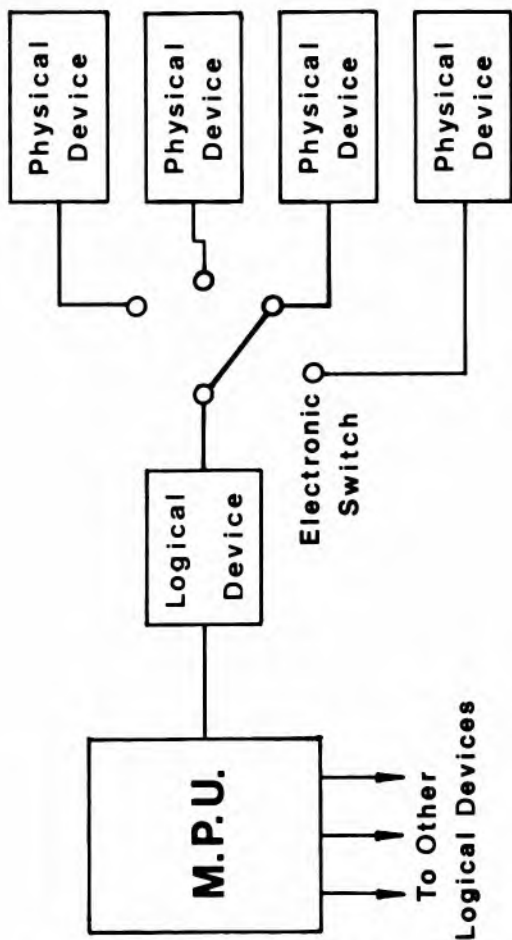 Physical
Device
Physical
Device
Physical
Device
Physical
Device
Logical
Device
Electronic
Switch
M.P.U.
To Other
Logical Devices